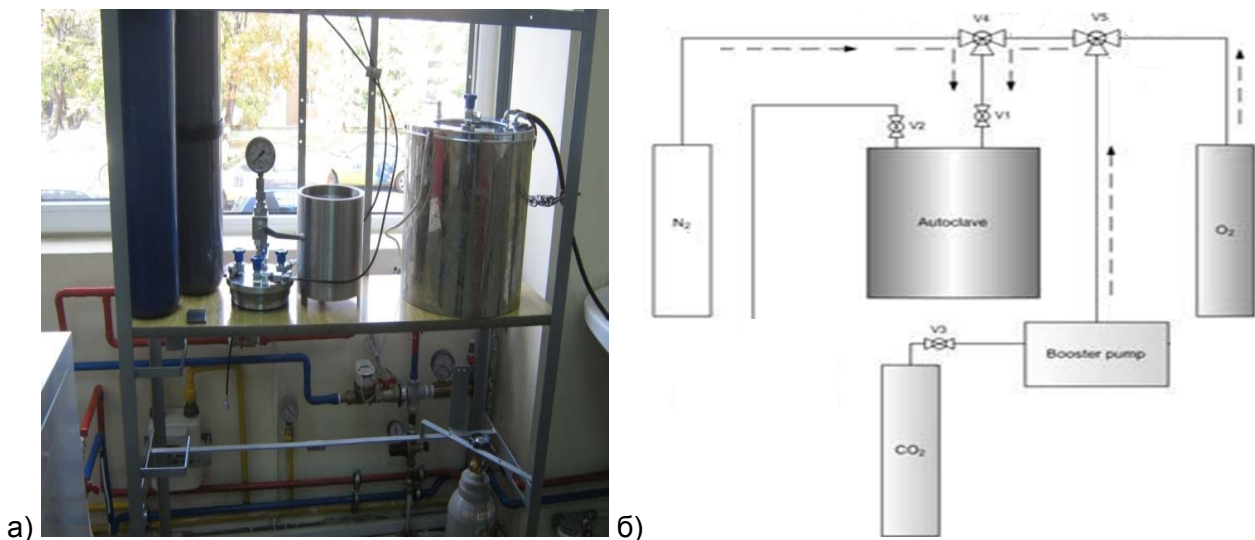 V4
V5
V2
V1
N₂
Autoclave
O₂
V3
Booster pump
CO₂
а)
б)